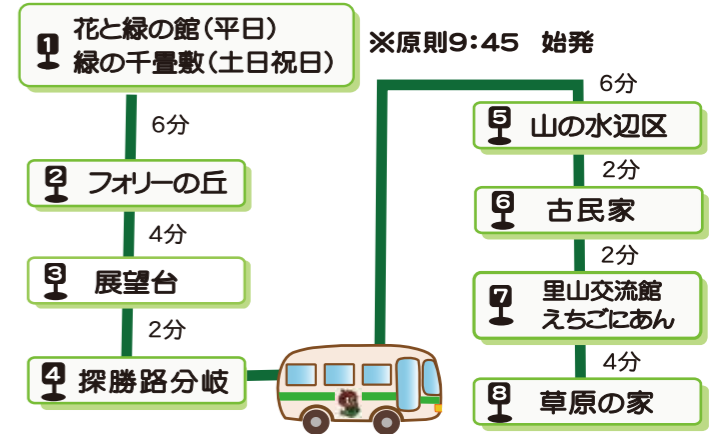 1 花と緑の館(平日)
緑の千畳敷(土日祝日)
※原則9:45 始発
6分
2 フォリーの丘
4分
3 展望台
2分
4 探勝路分岐
6分
5 山の水辺区
2分
6 古民家
2分
7 里山交流館
えちごにあん
4分
8 草原の家